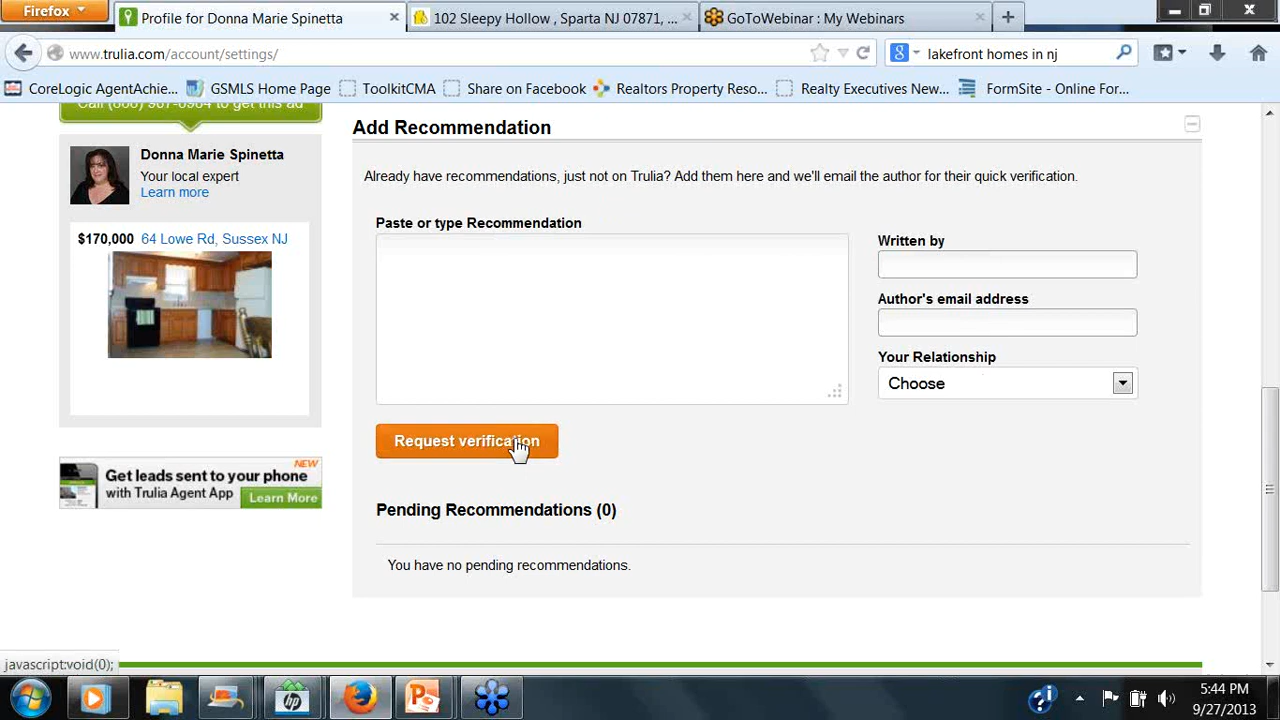 Firefox
Profile for Donna Marie Spinetta
102 Sleepy Hollow , Sparta NJ 07871, ...
GoToWebinar : My Webinars
www.trulia.com/account/settings/
lakefront homes in nj
CoreLogic AgentAchie...
GSMLS Home Page
ToolkitCMA
Share on Facebook
Realtors Property Reso...
Realty Executives New...
FormSite - Online For...
to get this ad
Add Recommendation
Donna Marie Spinetta
Your local expert
Learn more
Already have recommendations, just not on Trulia? Add them here and we'll email the author for their quick verification.
Paste or type Recommendation
Written by
$170,000 64 Lowe Rd, Sussex NJ
Author's email address
Your Relationship
Choose
Request verification
NEW
Get leads sent to your phone
with Trulia Agent App
Learn More
Pending Recommendations (0)
You have no pending recommendations.
javascript:void(0);
5:44 PM
9/27/2013